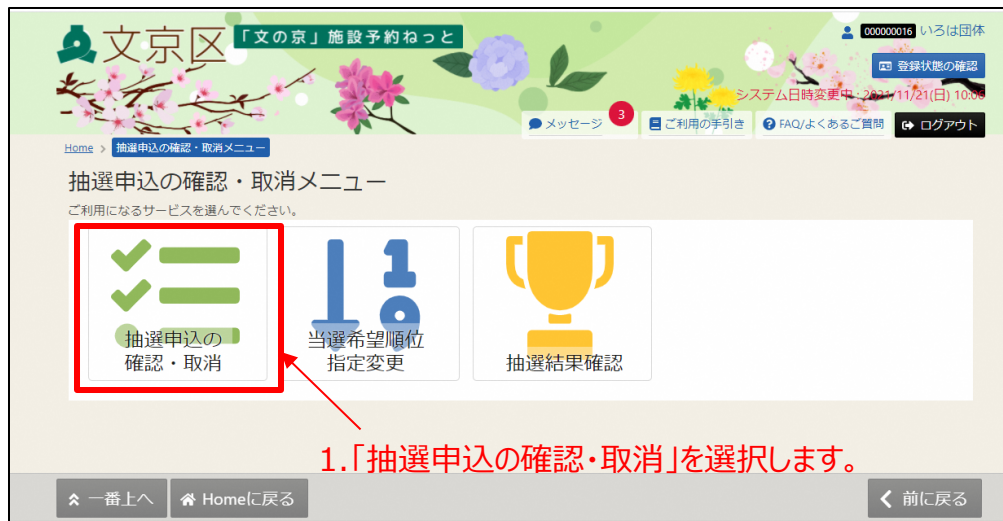 文京区
「文の京」施設予約ねっと
000000016 いろは団体
登録状態の確認
システム日時変更中：2021/11/21(日) 10:06
メッセージ 3
ご利用の手引き
FAQ/よくあるご質問
ログアウト
Home > 抽選申込の確認・取消メニュー
抽選申込の確認・取消メニュー
ご利用になるサービスを選んでください。
抽選申込の
確認・取消
当選希望順位
指定変更
抽選結果確認
1.「抽選申込の確認・取消」を選択します。
一番上へ
Homeに戻る
前に戻る